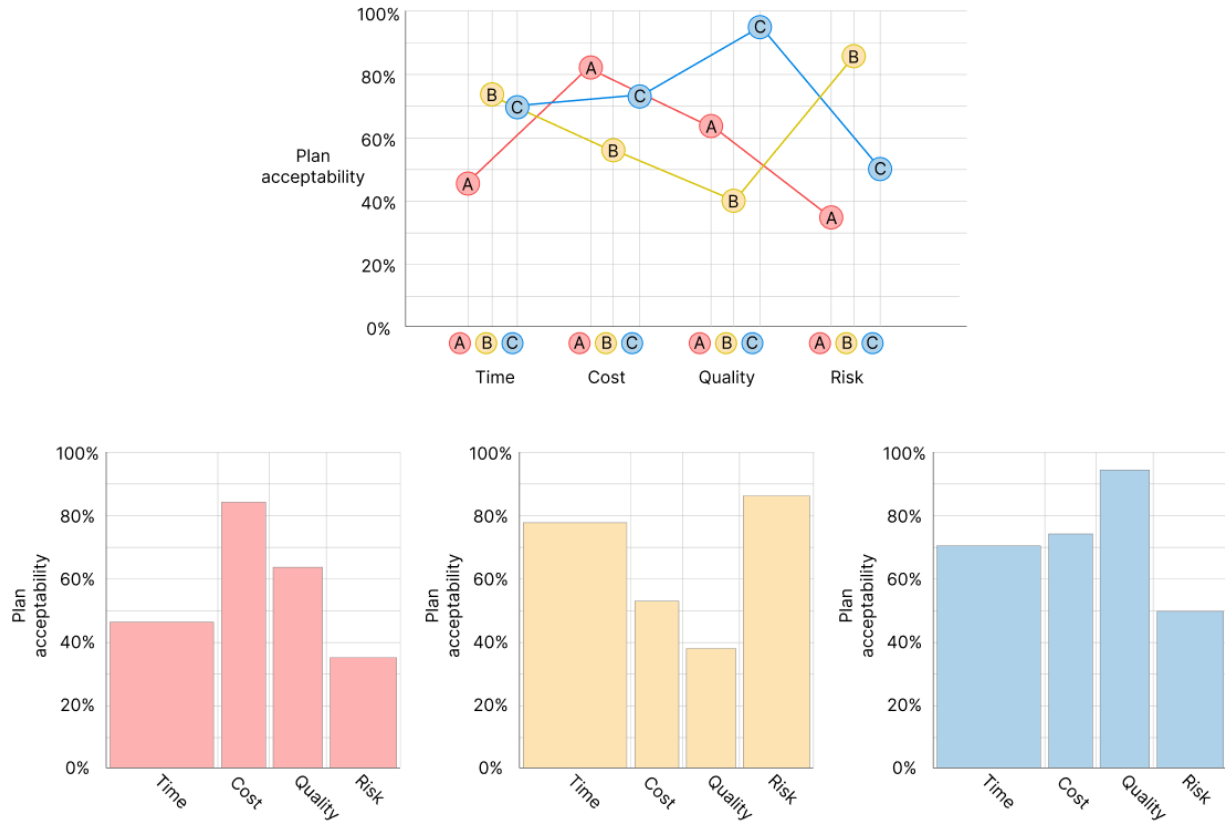 100%
80%
60%
40%
20%
0%
Plan
acceptability
A
B
C
A
B
C
A
B
C
A
B
C
A B C A B C A B C A B C
Time Cost Quality Risk
100%
80%
60%
40%
20%
0%
Plan
acceptability
Time
Cost
Quality
Risk
100%
80%
60%
40%
20%
0%
Plan
acceptability
Time
Cost
Quality
Risk
100%
80%
60%
40%
20%
0%
Plan
acceptability
Time
Cost
Quality
Risk